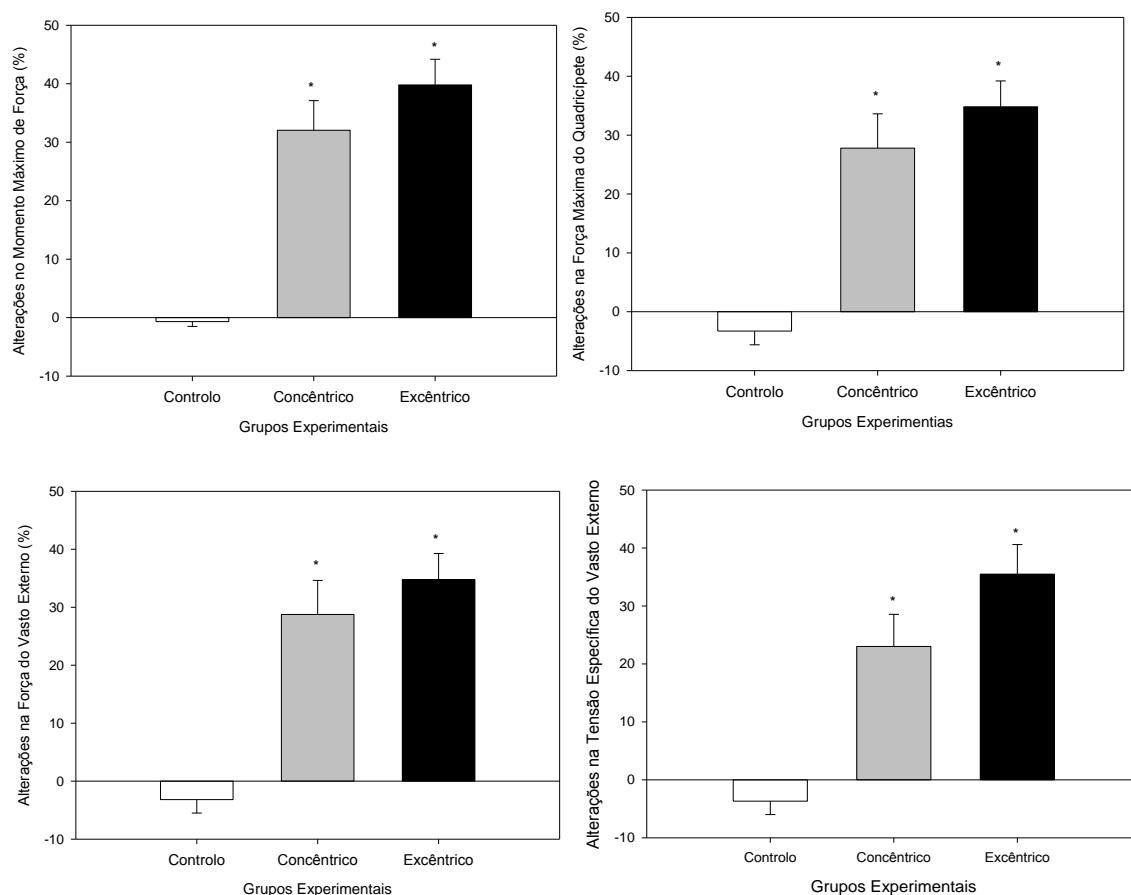 Alterações no Momento Máximo de Força (%)
50
40
30
20
10
0
-10
*
*
Controlo
Concêntrico
Excêntrico
Grupos Experimentais
Alterações na Força Máxima do Quadricípete (%)
50
40
30
20
10
0
-10
*
*
Controlo
Concêntrico
Excêntrico
Grupos Experimentias
Alterações na Força do Vasto Externo (%)
50
40
30
20
10
0
-10
*
*
Controlo
Concêntrico
Excêntrico
Grupos Experimentais
Alterações na Tensão Específica do Vasto Externo
50
40
30
20
10
0
-10
*
*
Controlo
Concêntrico
Excêntrico
Grupos Experimentais